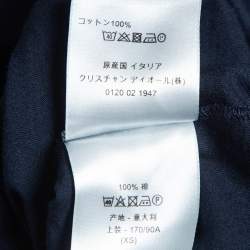 コットン100%
原産国 イタリア
クリスチャン ディオール(株)
0120 02 1947
100% 棉
产地 - 意大利
上装 - 170/90A
(XS)